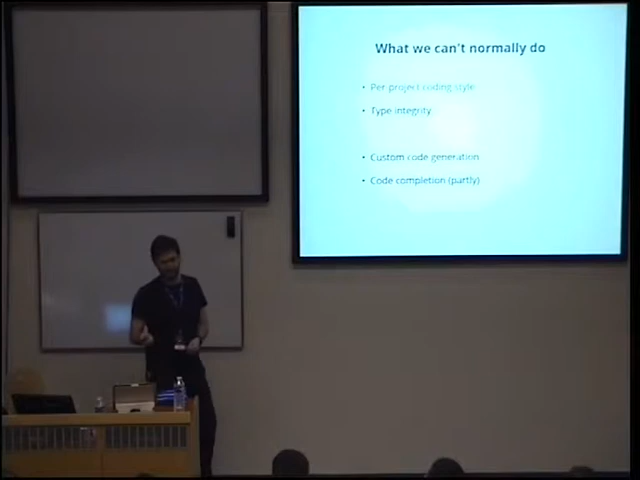 What we can't normally do
• Per project coding style
• Type integrity
• Custom code generation
• Code completion (partly)